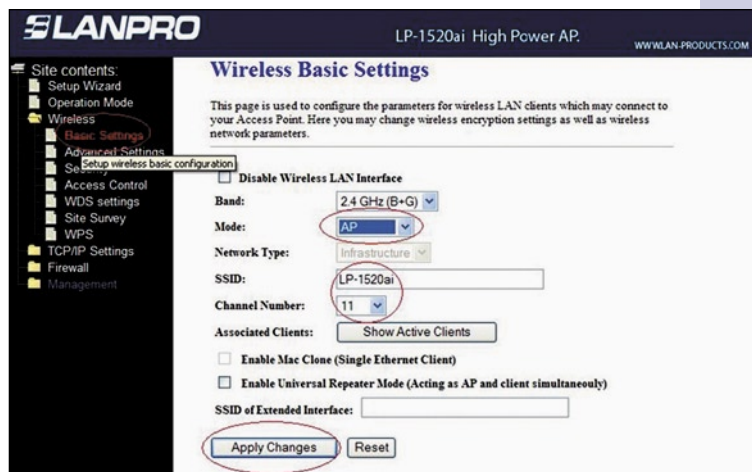 LANPRO
LP-1520ai High Power AP.
WWW.LAN-PRODUCTS.COM
Site contents:
Setup Wizard
Operation Mode
Wireless
Basic Settings
Advanced Settings
Setup wireless basic configuration
Security
Access Control
WDS settings
Site Survey
WPS
TCP/IP Settings
Firewall
Management
Wireless Basic Settings
This page is used to configure the parameters for wireless LAN clients which may connect to
your Access Point. Here you may change wireless encryption settings as well as wireless
network parameters.
Disable Wireless LAN Interface
Band: 2.4 GHz (B+G)
Mode: AP
Network Type: Infrastructure
SSID: LP-1520ai
Channel Number: 11
Associated Clients: Show Active Clients
Enable Mac Clone (Single Ethernet Client)
Enable Universal Repeater Mode (Acting as AP and client simultaneouly)
SSID of Extended Interface:
Apply Changes Reset